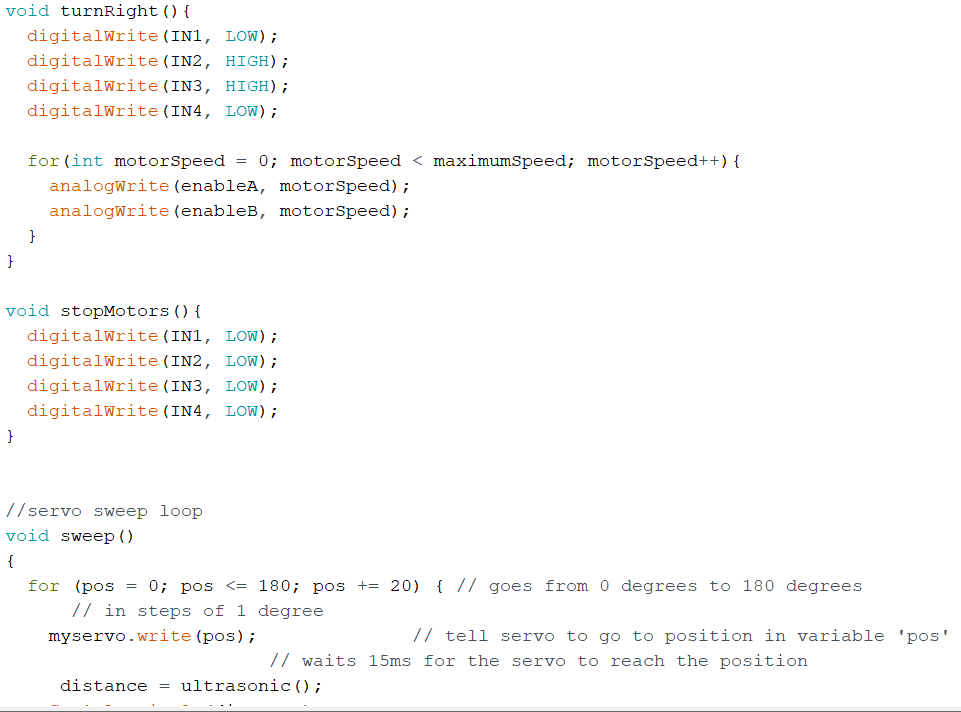 void turnRight(){
  digitalWrite(IN1, LOW);
  digitalWrite(IN2, HIGH);
  digitalWrite(IN3, HIGH);
  digitalWrite(IN4, LOW);

  for(int motorSpeed = 0; motorSpeed < maximumSpeed; motorSpeed++){
    analogWrite(enableA, motorSpeed);
    analogWrite(enableB, motorSpeed);
  }
}

void stopMotors(){
  digitalWrite(IN1, LOW);
  digitalWrite(IN2, LOW);
  digitalWrite(IN3, LOW);
  digitalWrite(IN4, LOW);
}


//servo sweep loop
void sweep()
{
  for (pos = 0; pos <= 180; pos += 20) { // goes from 0 degrees to 180 degrees
      // in steps of 1 degree
    myservo.write(pos);              // tell servo to go to position in variable 'pos'
                        // waits 15ms for the servo to reach the position
     distance = ultrasonic();